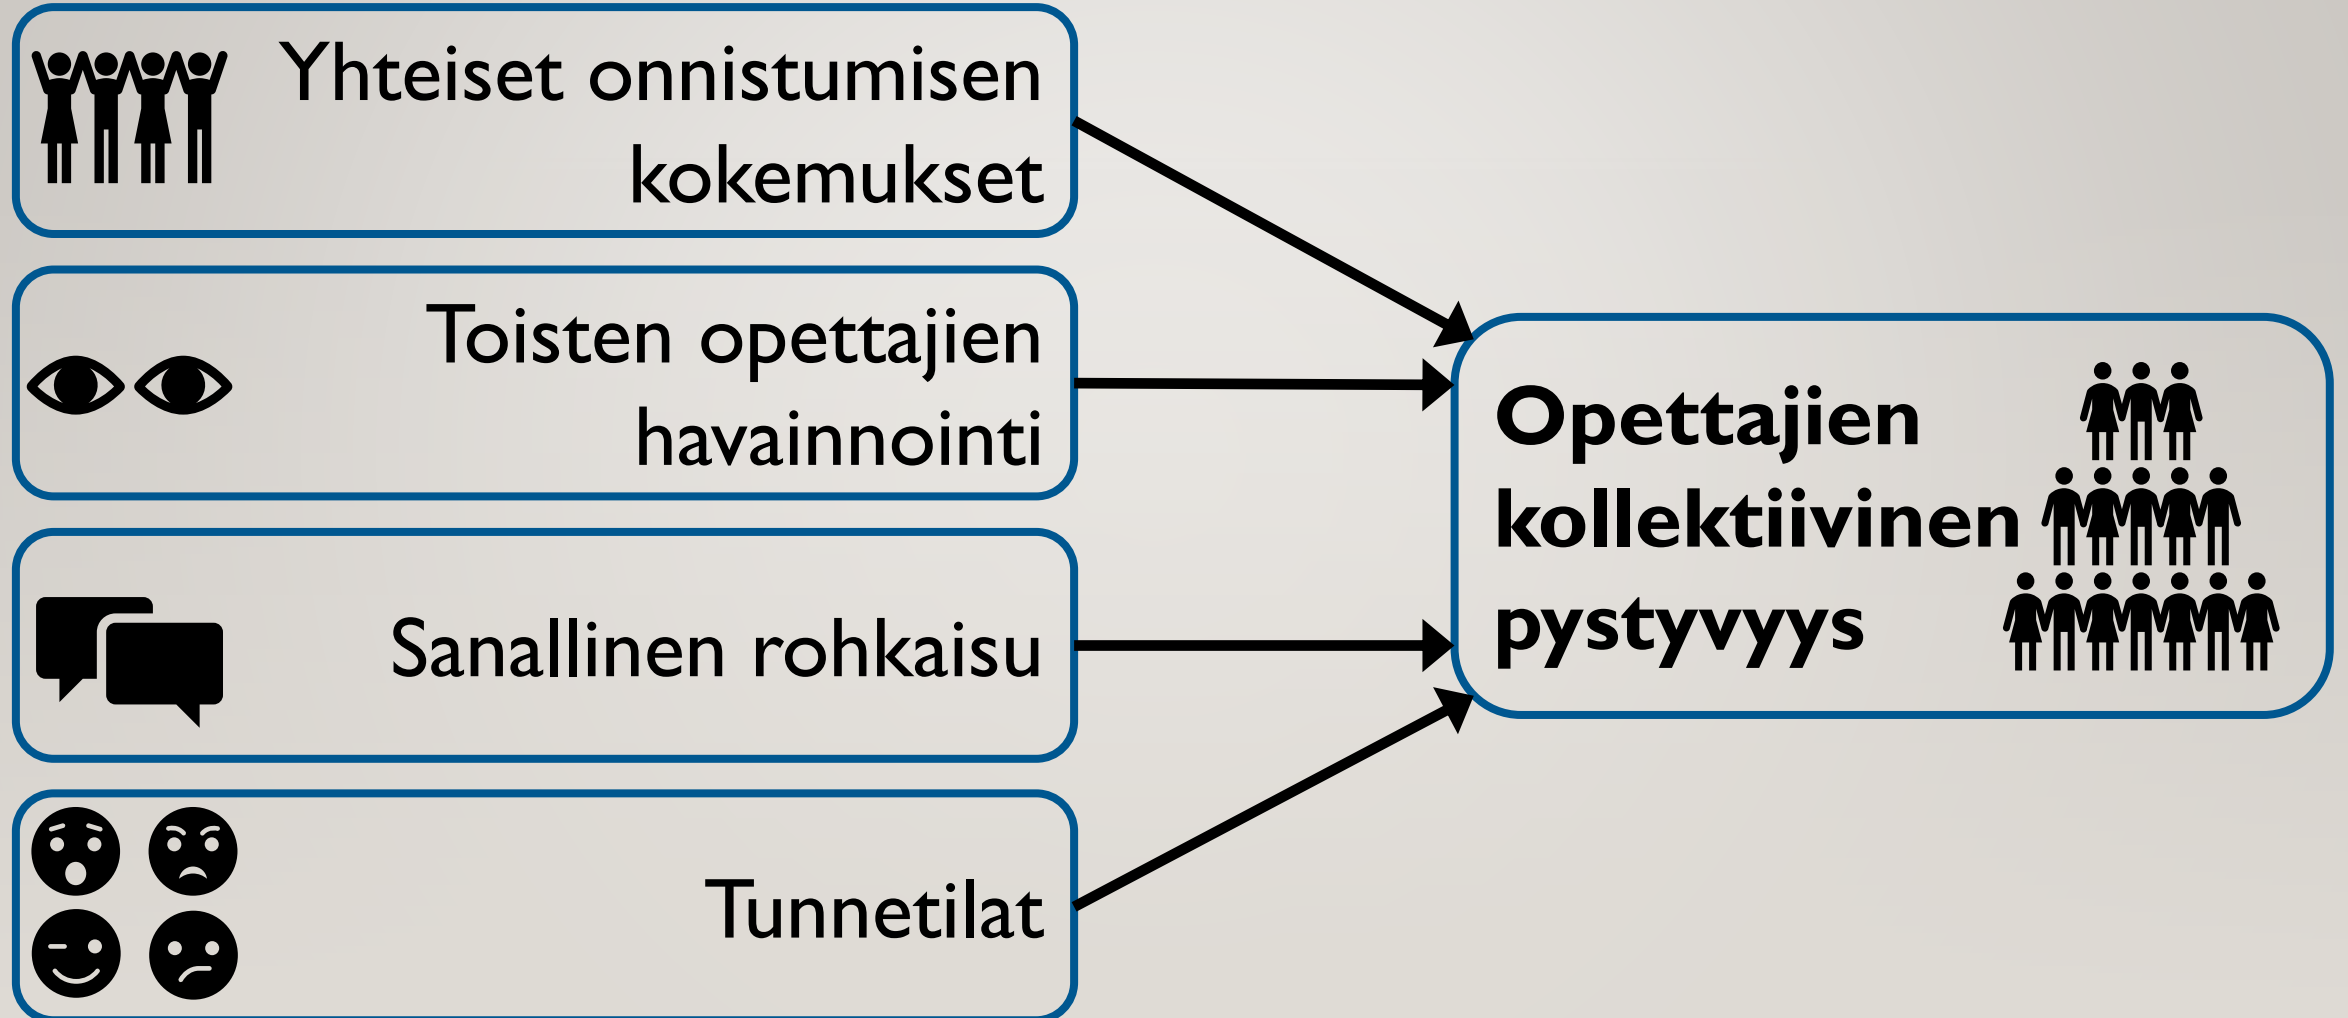 Yhteiset onnistumisen
kokemukset
Toisten opettajien
havainnointi
Sanallinen rohkaisu
Tunnetilat
Opettajien
kollektiivinen
pystyvyys